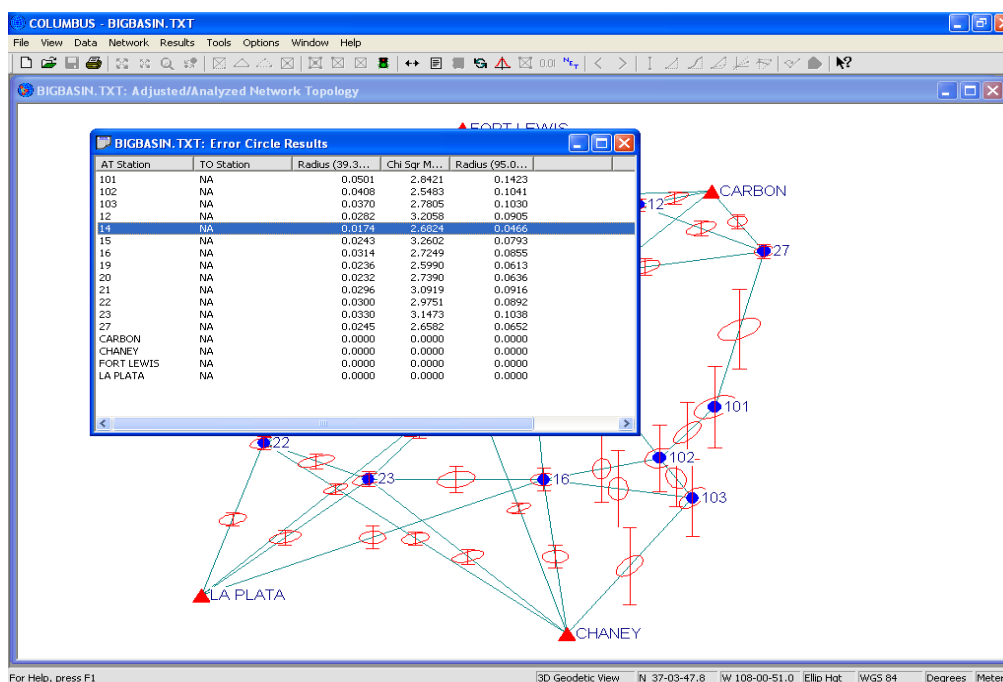 COLUMBUS - BIGBASIN.TXT
File View Data Network Results Tools Options Window Help
0.01
BIGBASIN.TXT: Adjusted/Analyzed Network Topology
FORT LEWIS
BIGBASIN.TXT: Error Circle Results
AT Station TO Station Radius (39.3... Chi Sqr M... Radius (95.0...
101 NA 0.0501 2.8421 0.1423
102 NA 0.0408 2.5483 0.1041
103 NA 0.0370 2.7805 0.1030
12 NA 0.0282 3.2058 0.0905
14 NA 0.0174 2.6824 0.0466
15 NA 0.0243 3.2602 0.0793
16 NA 0.0314 2.7249 0.0855
19 NA 0.0236 2.5990 0.0613
20 NA 0.0232 2.7390 0.0636
21 NA 0.0296 3.0919 0.0916
22 NA 0.0300 2.9751 0.0892
23 NA 0.0330 3.1473 0.1038
27 NA 0.0245 2.6582 0.0652
CARBON NA 0.0000 0.0000 0.0000
CHANEY NA 0.0000 0.0000 0.0000
FORT LEWIS NA 0.0000 0.0000 0.0000
LA PLATA NA 0.0000 0.0000 0.0000
CARBON
12
27
101
22
102
23
16
103
LA PLATA
CHANEY
For Help, press F1
3D Geodetic View N 37-03-47.8 W 108-00-51.0 Ellip Hgt WGS 84 Degrees Meter